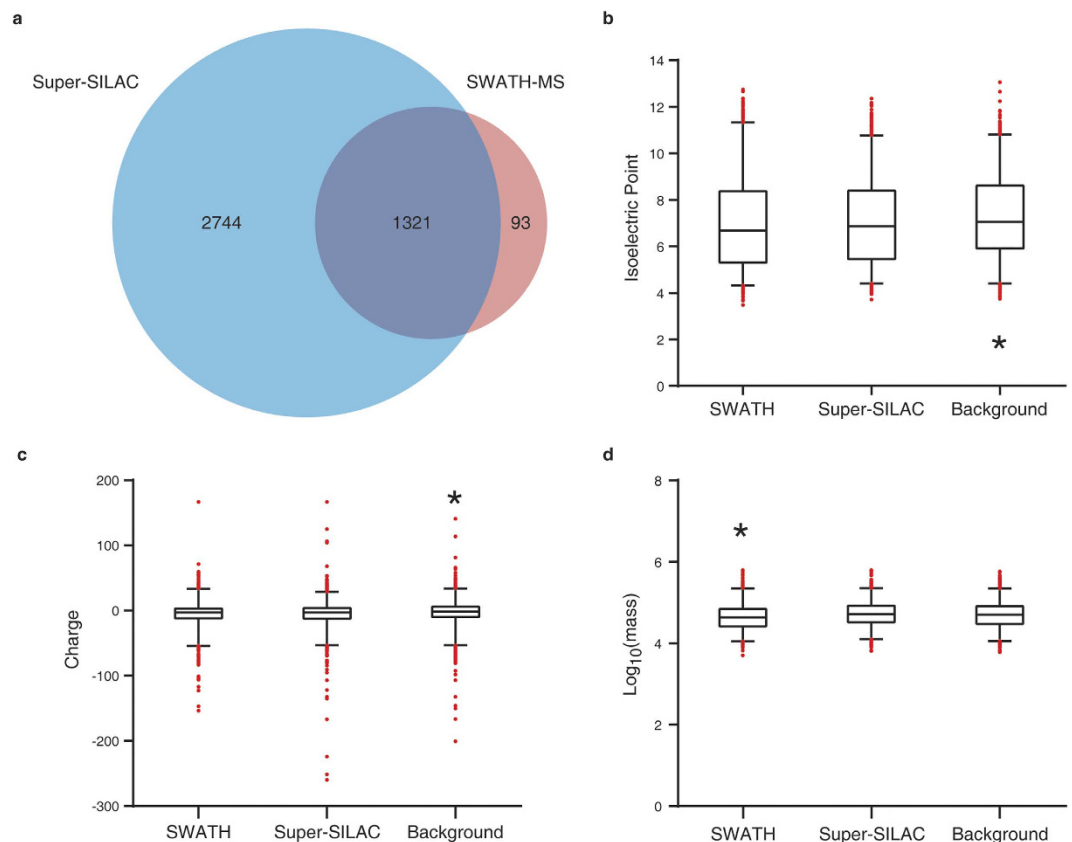 a
Super-SILAC
SWATH-MS
2744
1321
93
b
Isoelectric Point
14
12
10
8
6
4
2
0
*
SWATH
Super-SILAC
Background
c
Charge
200
100
0
-100
-200
-300
*
SWATH
Super-SILAC
Background
d
Log10(mass)
8
6
4
2
0
*
SWATH
Super-SILAC
Background